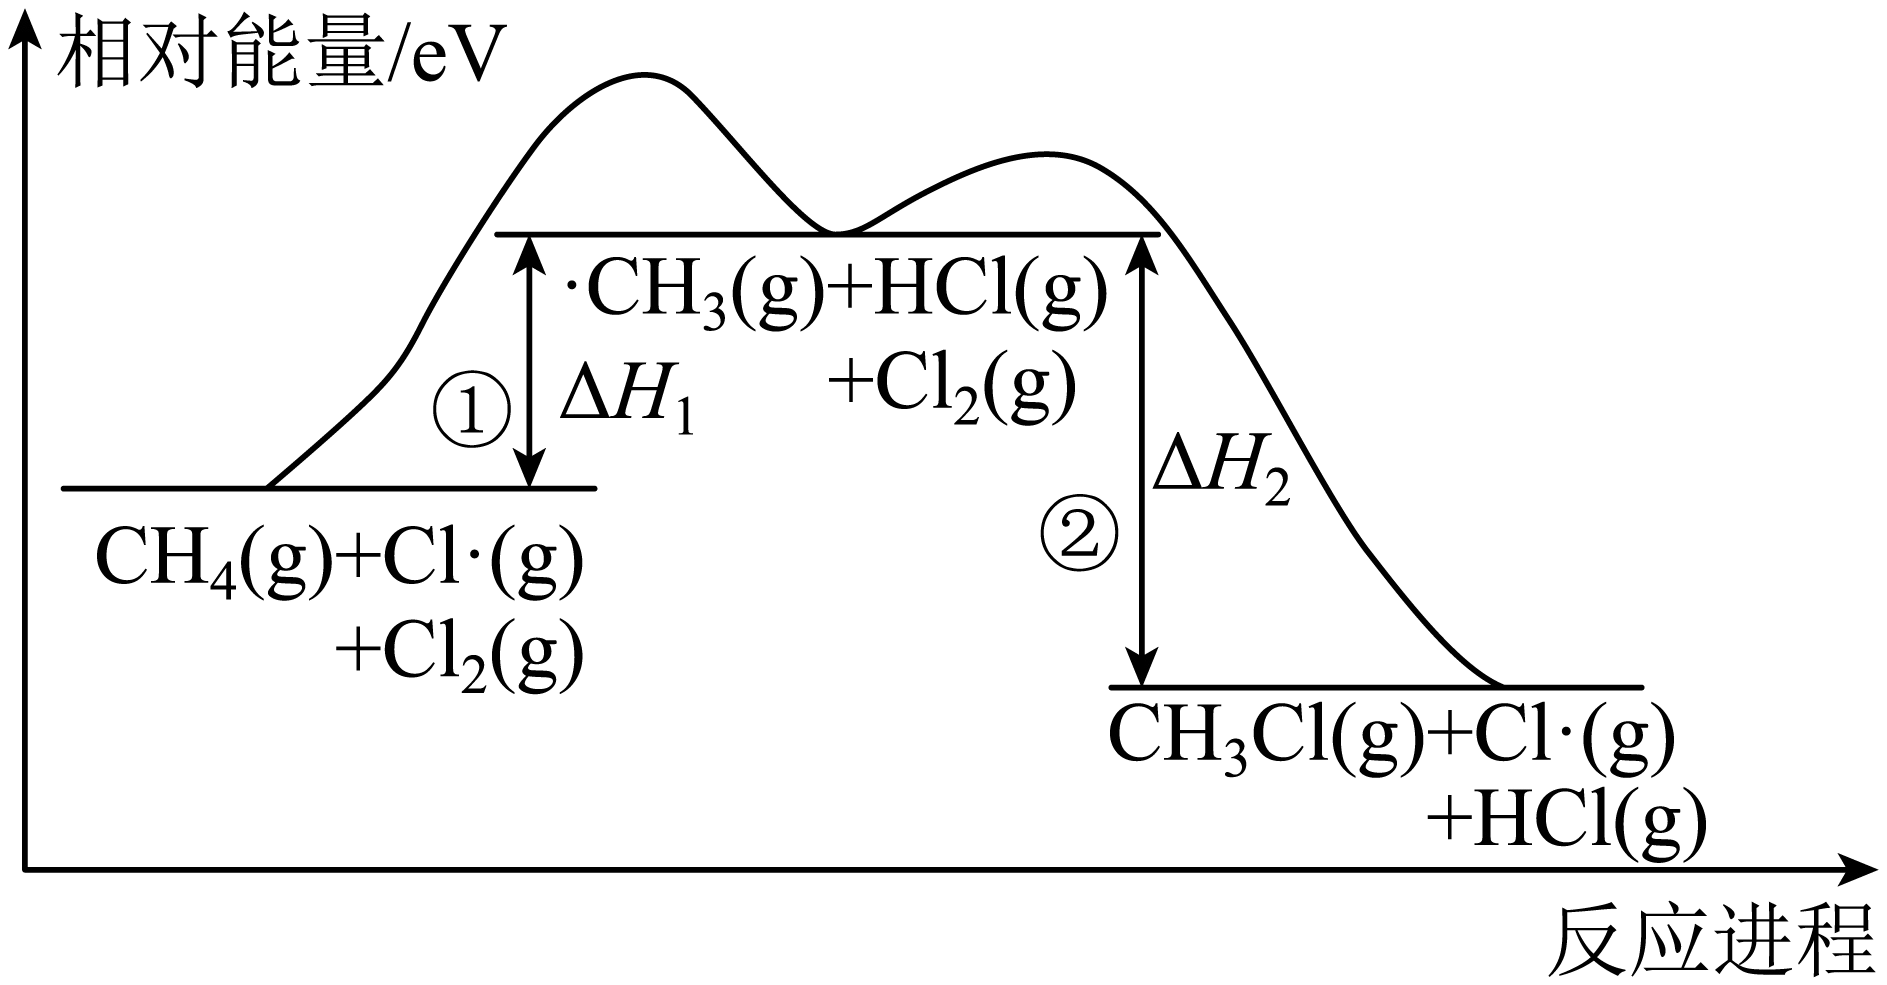 相对能量/eV
·CH₃(g)+HCl(g)
+Cl₂(g)
① ΔH₁
ΔH₂
②
CH₄(g)+Cl·(g)
+Cl₂(g)
CH₃Cl(g)+Cl·(g)
+HCl(g)
反应进程